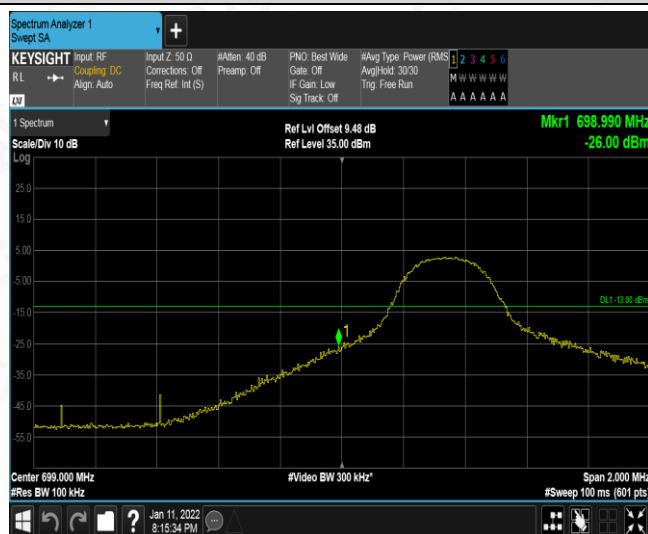 Spectrum Analyzer 1
Swept SA
+
KEYSIGHT
RL
LXI
Input: RF
Coupling: DC
Align: Auto
Input Z: 50 Ω
Corrections: Off
Freq Ref: Int (S)
#Atten: 40 dB
Preamp: Off
PNO: Best Wide
Gate: Off
IF Gain: Low
Sig Track: Off
#Avg Type: Power (RMS
Avg|Hold: 30/30
Trig: Free Run
1 2 3 4 5 6
M W W W W W
A A A A A A
1 Spectrum
Scale/Div 10 dB
Log
Ref Lvl Offset 9.48 dB
Ref Level 35.00 dBm
Mkr1 698.990 MHz
-26.00 dBm
25.0
15.0
5.00
-5.00
-15.0
-25.0
-35.0
-45.0
-55.0
1
DL1 -13.00 dBm
Center 699.000 MHz
#Res BW 100 kHz
#Video BW 300 kHz*
Span 2.000 MHz
#Sweep 100 ms (601 pts)
?
Jan 11, 2022
8:15:34 PM